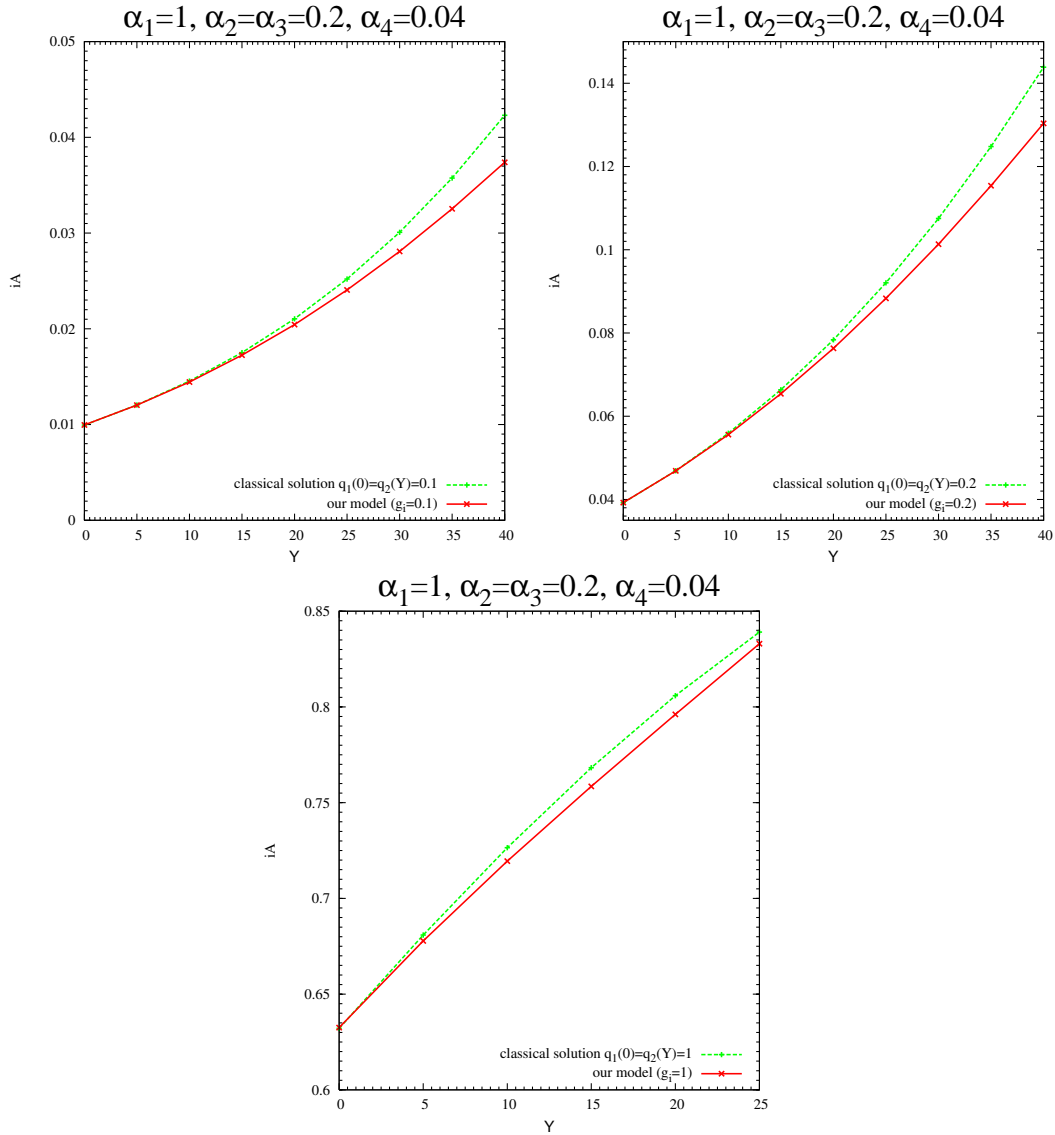 α₁=1, α₂=α₃=0.2, α₄=0.04
0.05
0.04
0.03
0.02
0.01
0
iA
classical solution q₁(0)=q₂(Y)=0.1
our model (gᵢ=0.1)
0 5 10 15 20 25 30 35 40
Y
α₁=1, α₂=α₃=0.2, α₄=0.04
0.14
0.12
0.1
0.08
0.06
0.04
iA
classical solution q₁(0)=q₂(Y)=0.2
our model (gᵢ=0.2)
0 5 10 15 20 25 30 35 40
Y
α₁=1, α₂=α₃=0.2, α₄=0.04
0.85
0.8
0.75
0.7
0.65
0.6
iA
classical solution q₁(0)=q₂(Y)=1
our model (gᵢ=1)
0 5 10 15 20 25
Y